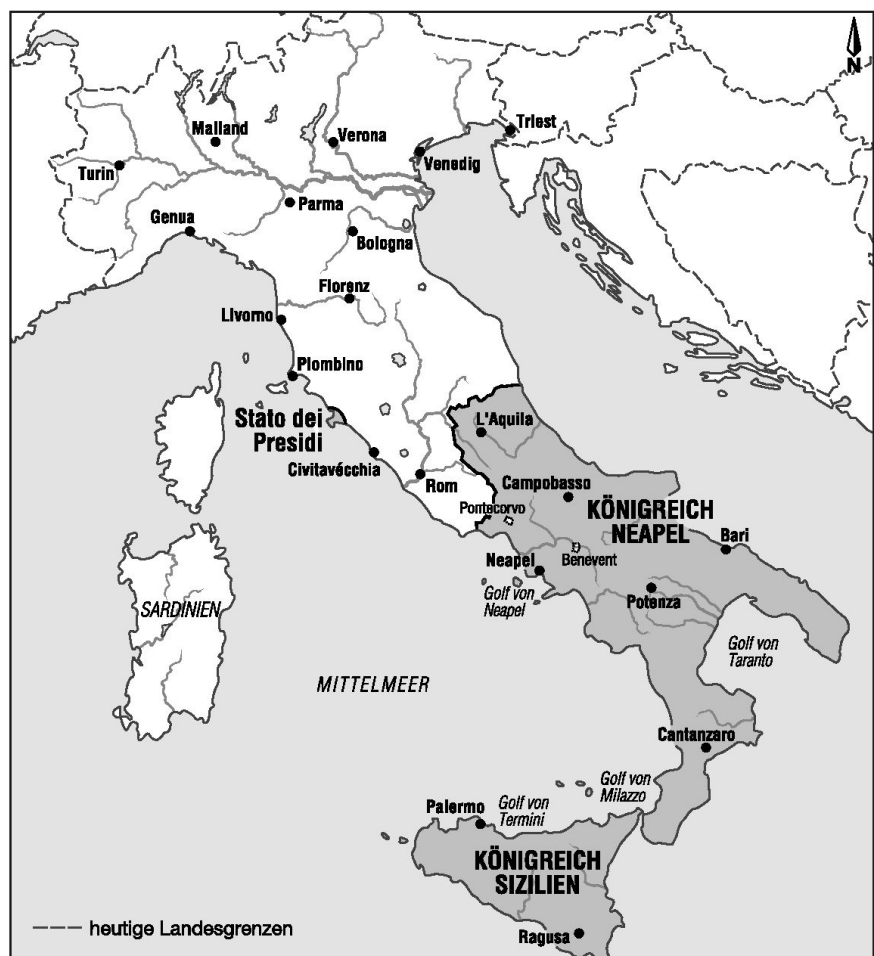 N
Mailand
Verona
Triest
Turin
Venedig
Parma
Genua
Bologna
Florenz
Livorno
Piombino
Stato dei
Presidi
L'Aquila
Civitavécchia
Rom
Campobasso
Pontecorvo
KÖNIGREICH
NEAPEL
Bari
Neapel
Benevent
Golf von
Neapel
Potenza
SARDINIEN
Golf von
Taranto
MITTELMEER
Cantanzaro
Golf von
Milazzo
Palermo
Golf von
Termini
KÖNIGREICH
SIZILIEN
heutige Landesgrenzen
Ragusa